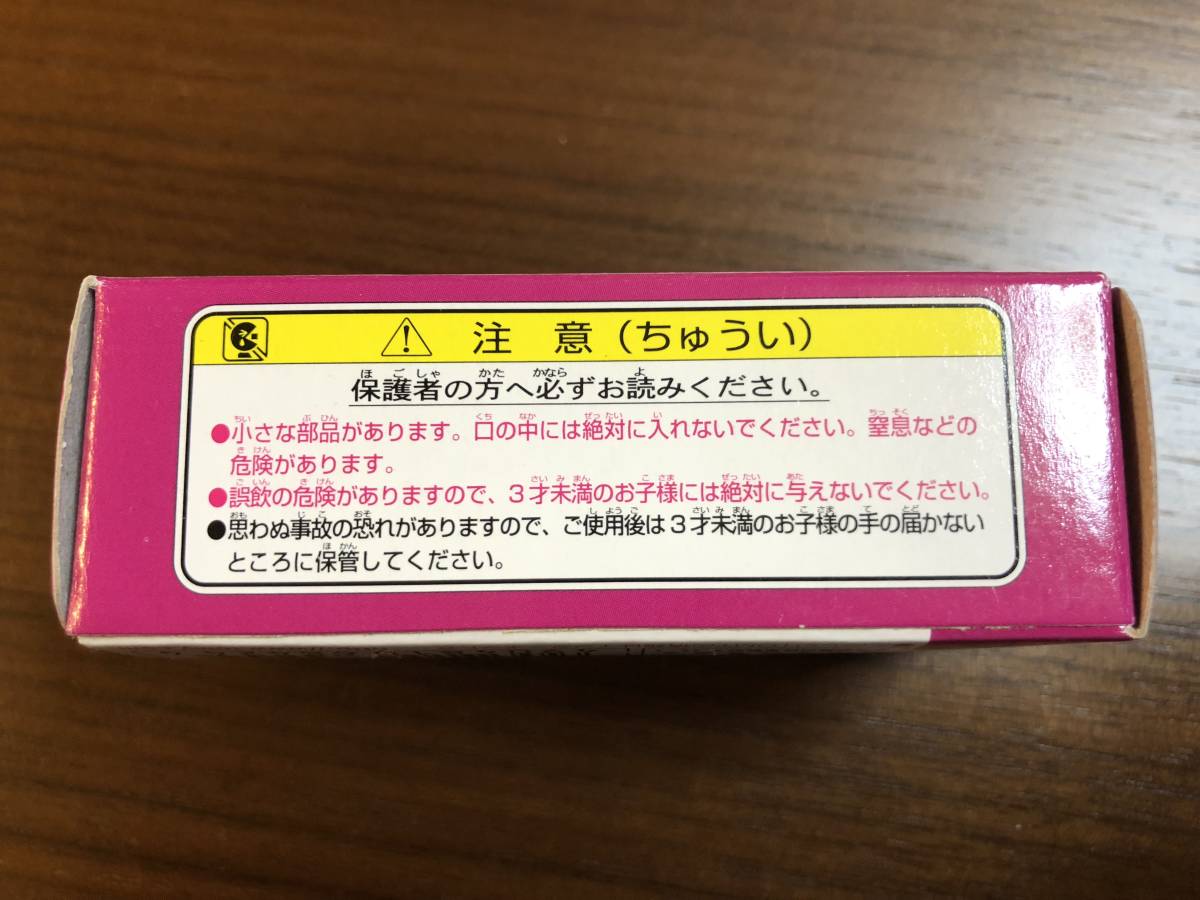 注 意（ちゅうい）
保護者の方へ必ずお読みください。
●小さな部品があります。口の中には絶対に入れないでください。窒息などの
危険があります。
●誤飲の危険がありますので、３才未満のお子様には絶対に与えないでください。
●思わぬ事故の恐れがありますので、ご使用後は３才未満のお子様の手の届かない
ところに保管してください。